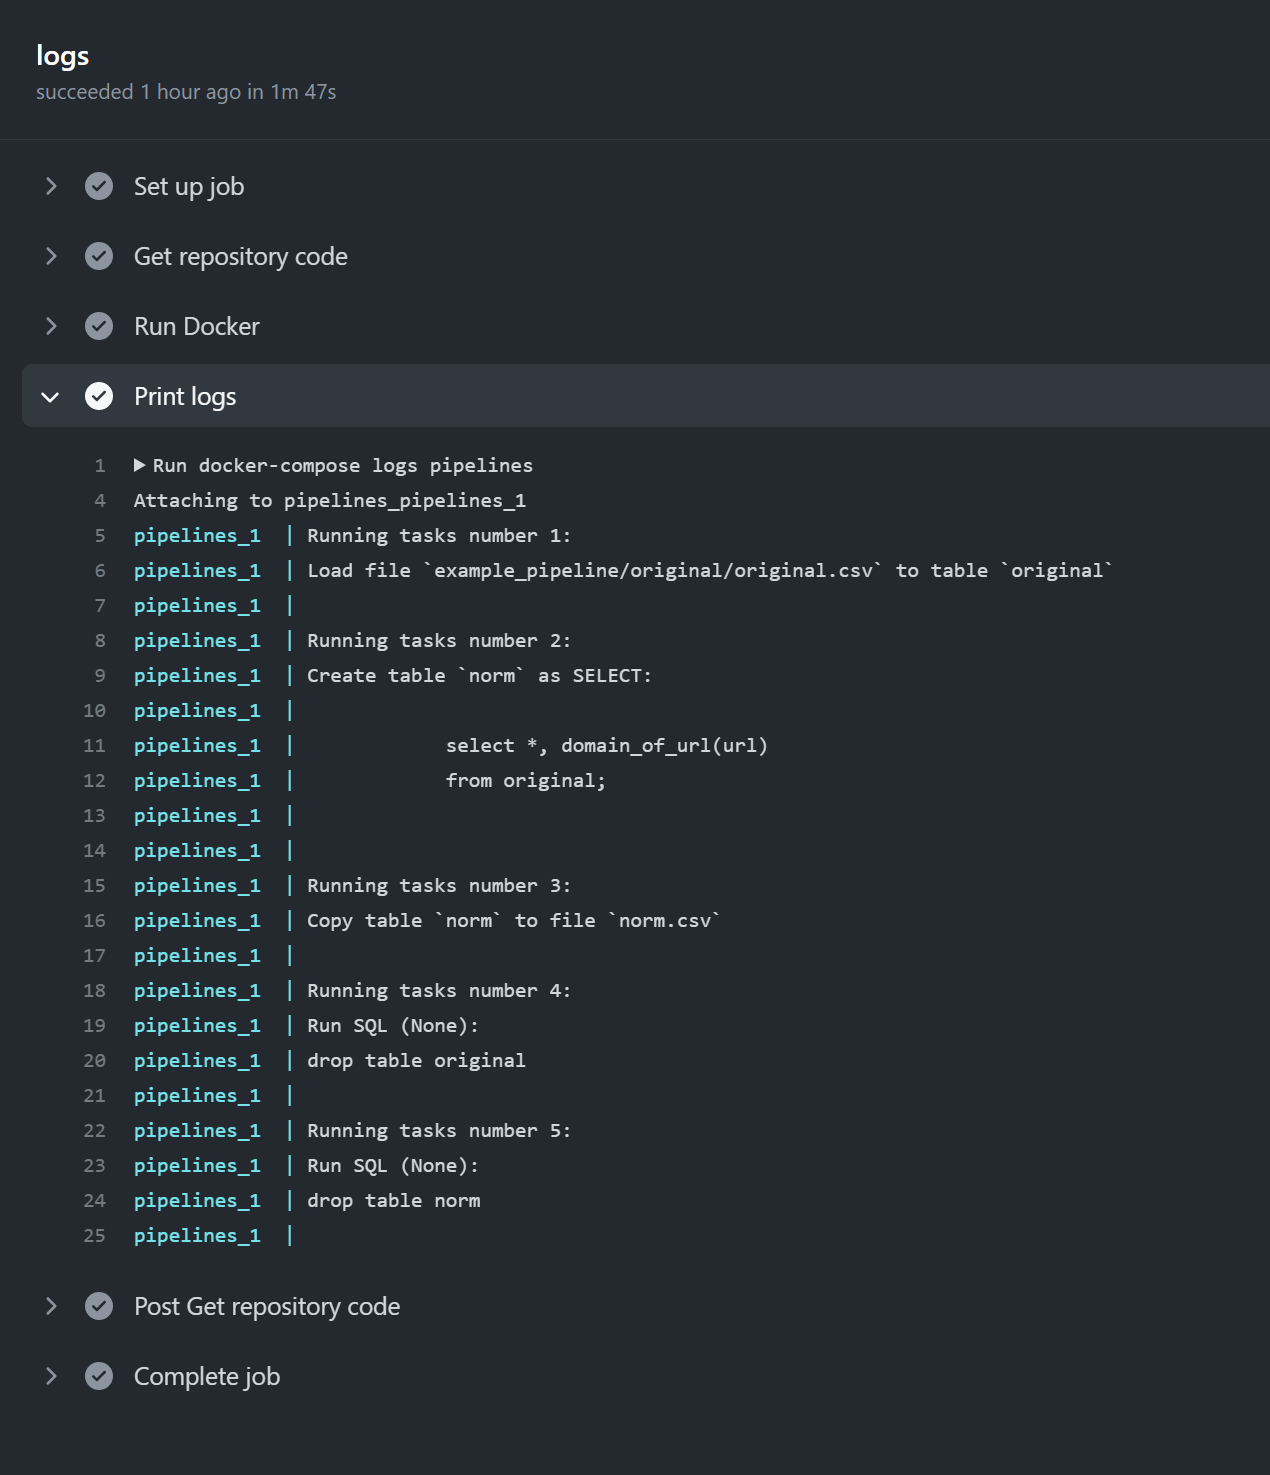 logs
succeeded 1 hour ago in 1m 47s
Set up job
Get repository code
Run Docker
Print logs
1 ▶ Run docker-compose logs pipelines
4 Attaching to pipelines_pipelines_1
5 pipelines_1 | Running tasks number 1:
6 pipelines_1 | Load file `example_pipeline/original/original.csv` to table `original`
7 pipelines_1 |
8 pipelines_1 | Running tasks number 2:
9 pipelines_1 | Create table `norm` as SELECT:
10 pipelines_1 |
11 pipelines_1 | select *, domain_of_url(url)
12 pipelines_1 | from original;
13 pipelines_1 |
14 pipelines_1 |
15 pipelines_1 | Running tasks number 3:
16 pipelines_1 | Copy table `norm` to file `norm.csv`
17 pipelines_1 |
18 pipelines_1 | Running tasks number 4:
19 pipelines_1 | Run SQL (None):
20 pipelines_1 | drop table original
21 pipelines_1 |
22 pipelines_1 | Running tasks number 5:
23 pipelines_1 | Run SQL (None):
24 pipelines_1 | drop table norm
25 pipelines_1 |
Post Get repository code
Complete job